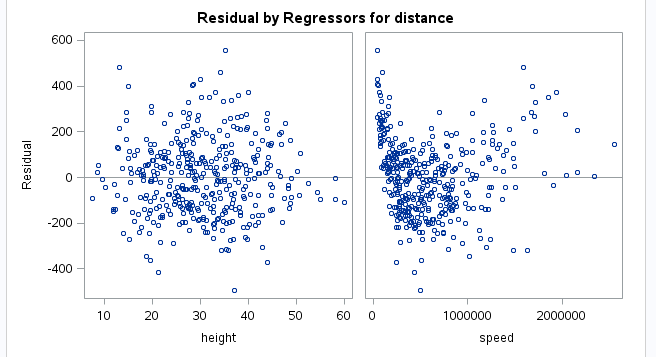 Residual by Regressors for distance
Residual
600
400
200
0
-200
-400
10 20 30 40 50 60
0 1000000 2000000
height
speed